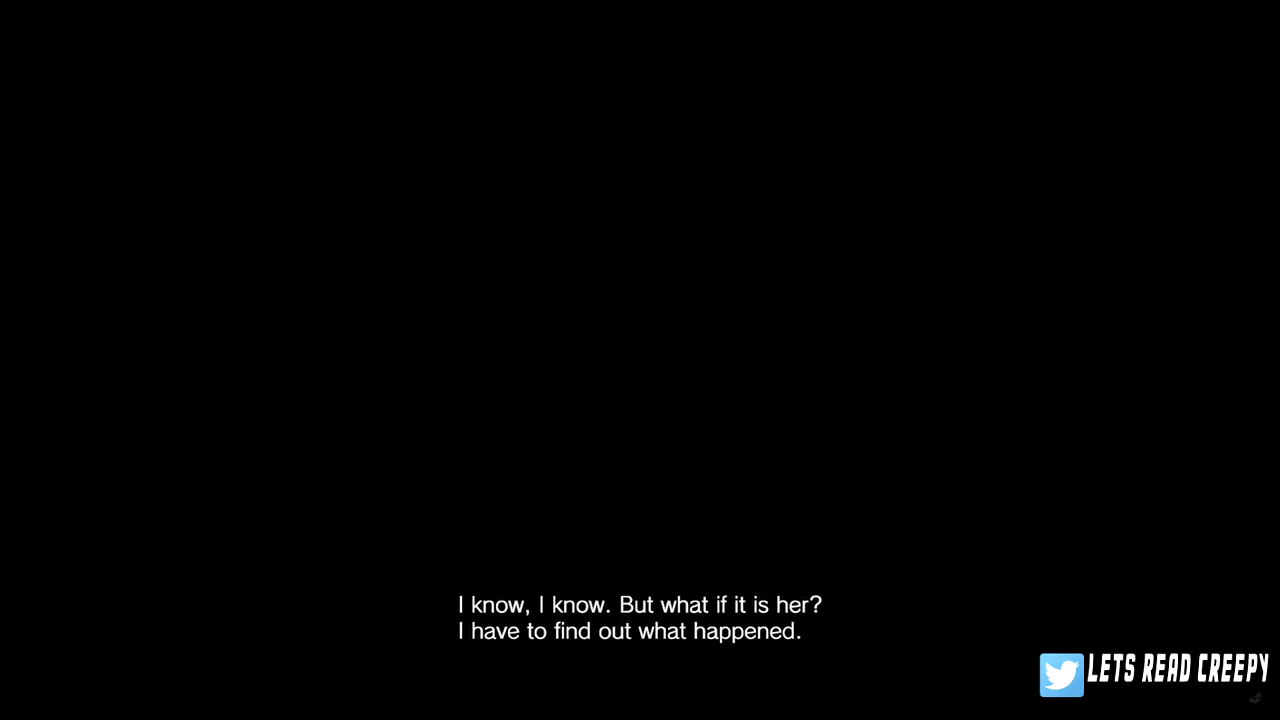 I know, I know. But what if it is her?
I have to find out what happened.
LETS READ CREEPY